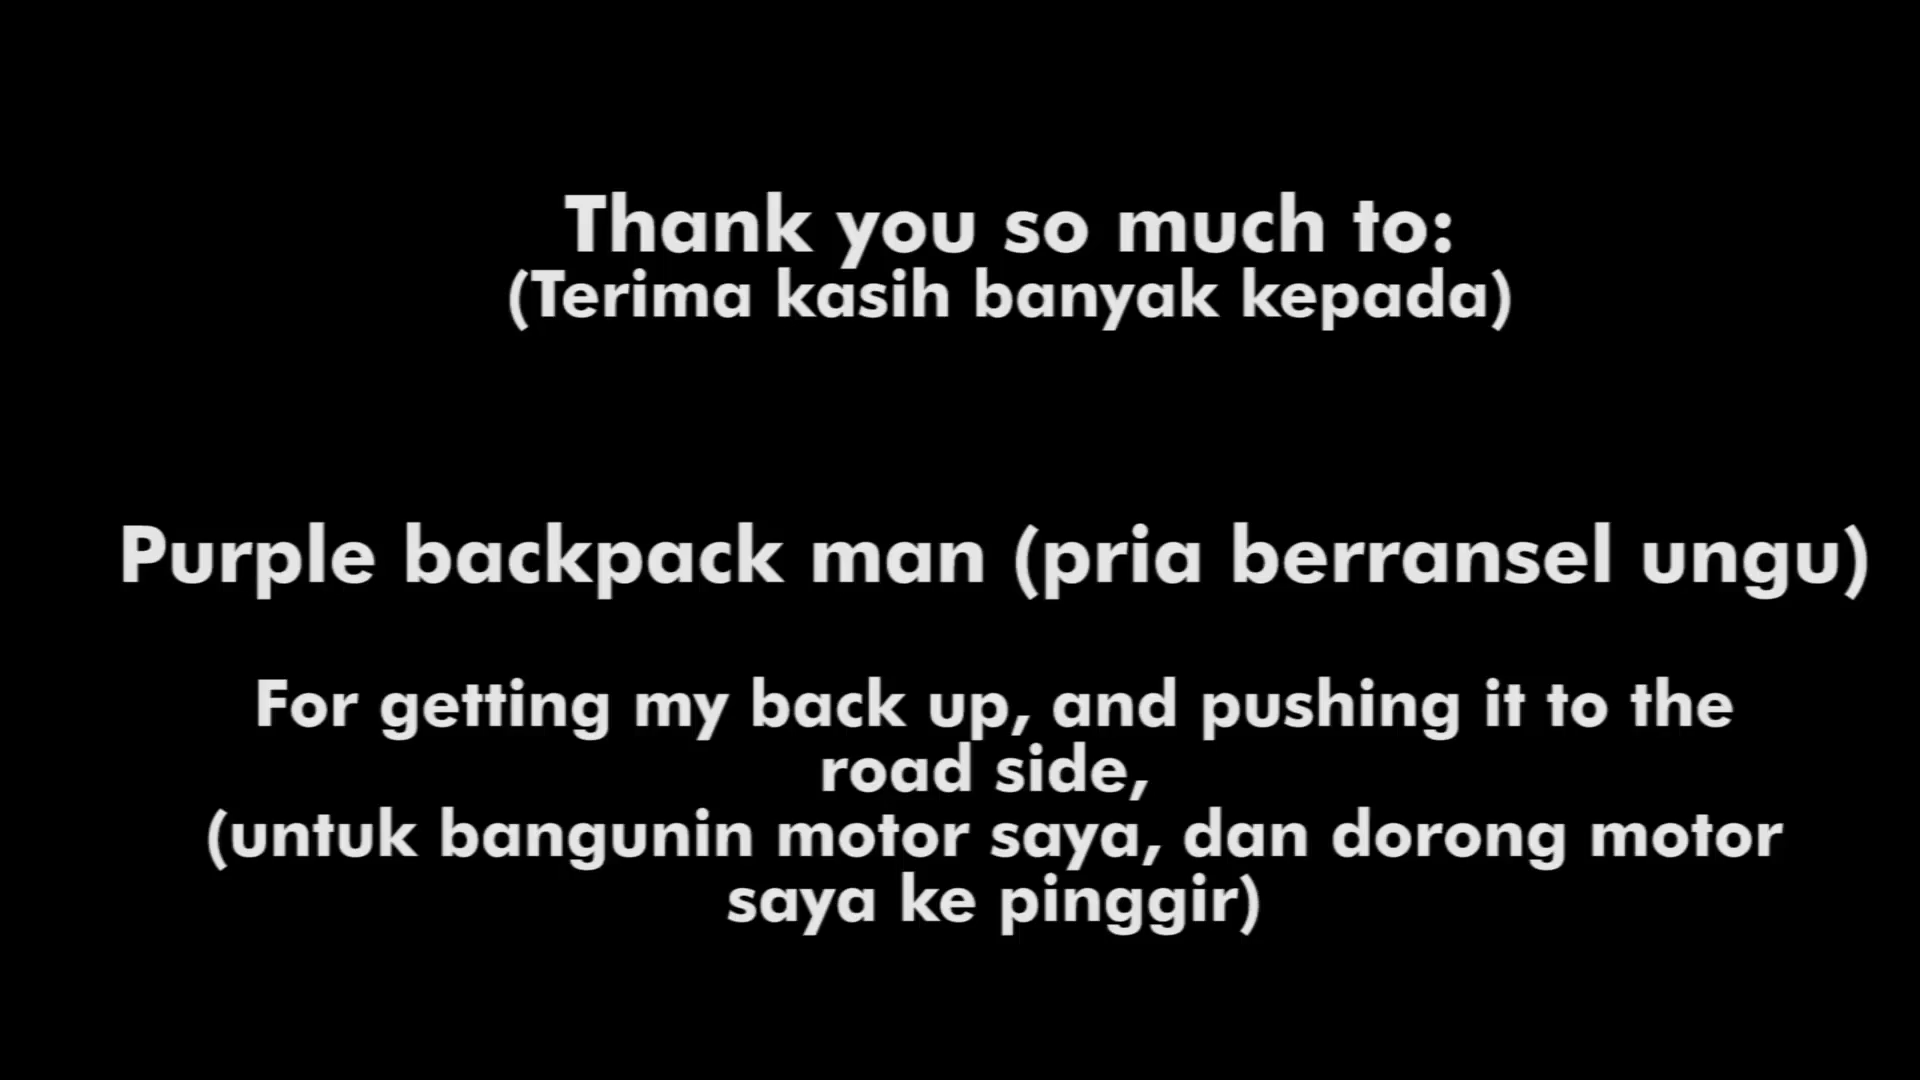 Thank you so much to:
(Terima kasih banyak kepada)
Purple backpack man (pria berransel ungu)
For getting my back up, and pushing it to the
road side,
(untuk bangunin motor saya, dan dorong motor
saya ke pinggir)